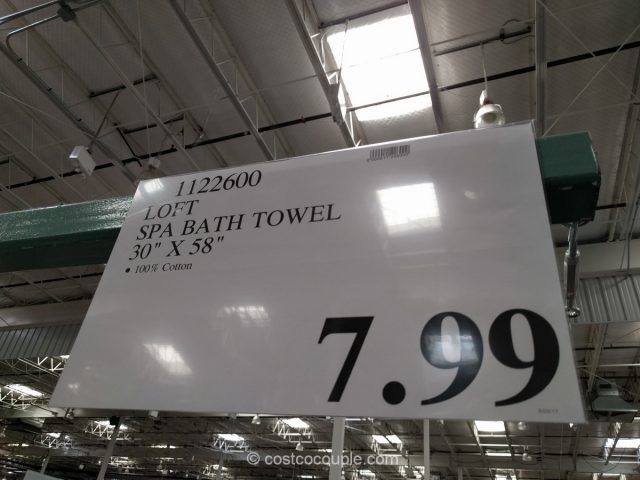 1122600
LOFT
SPA BATH TOWEL
30" X 58"
• 100% Cotton
7.99
© costcocouple.com